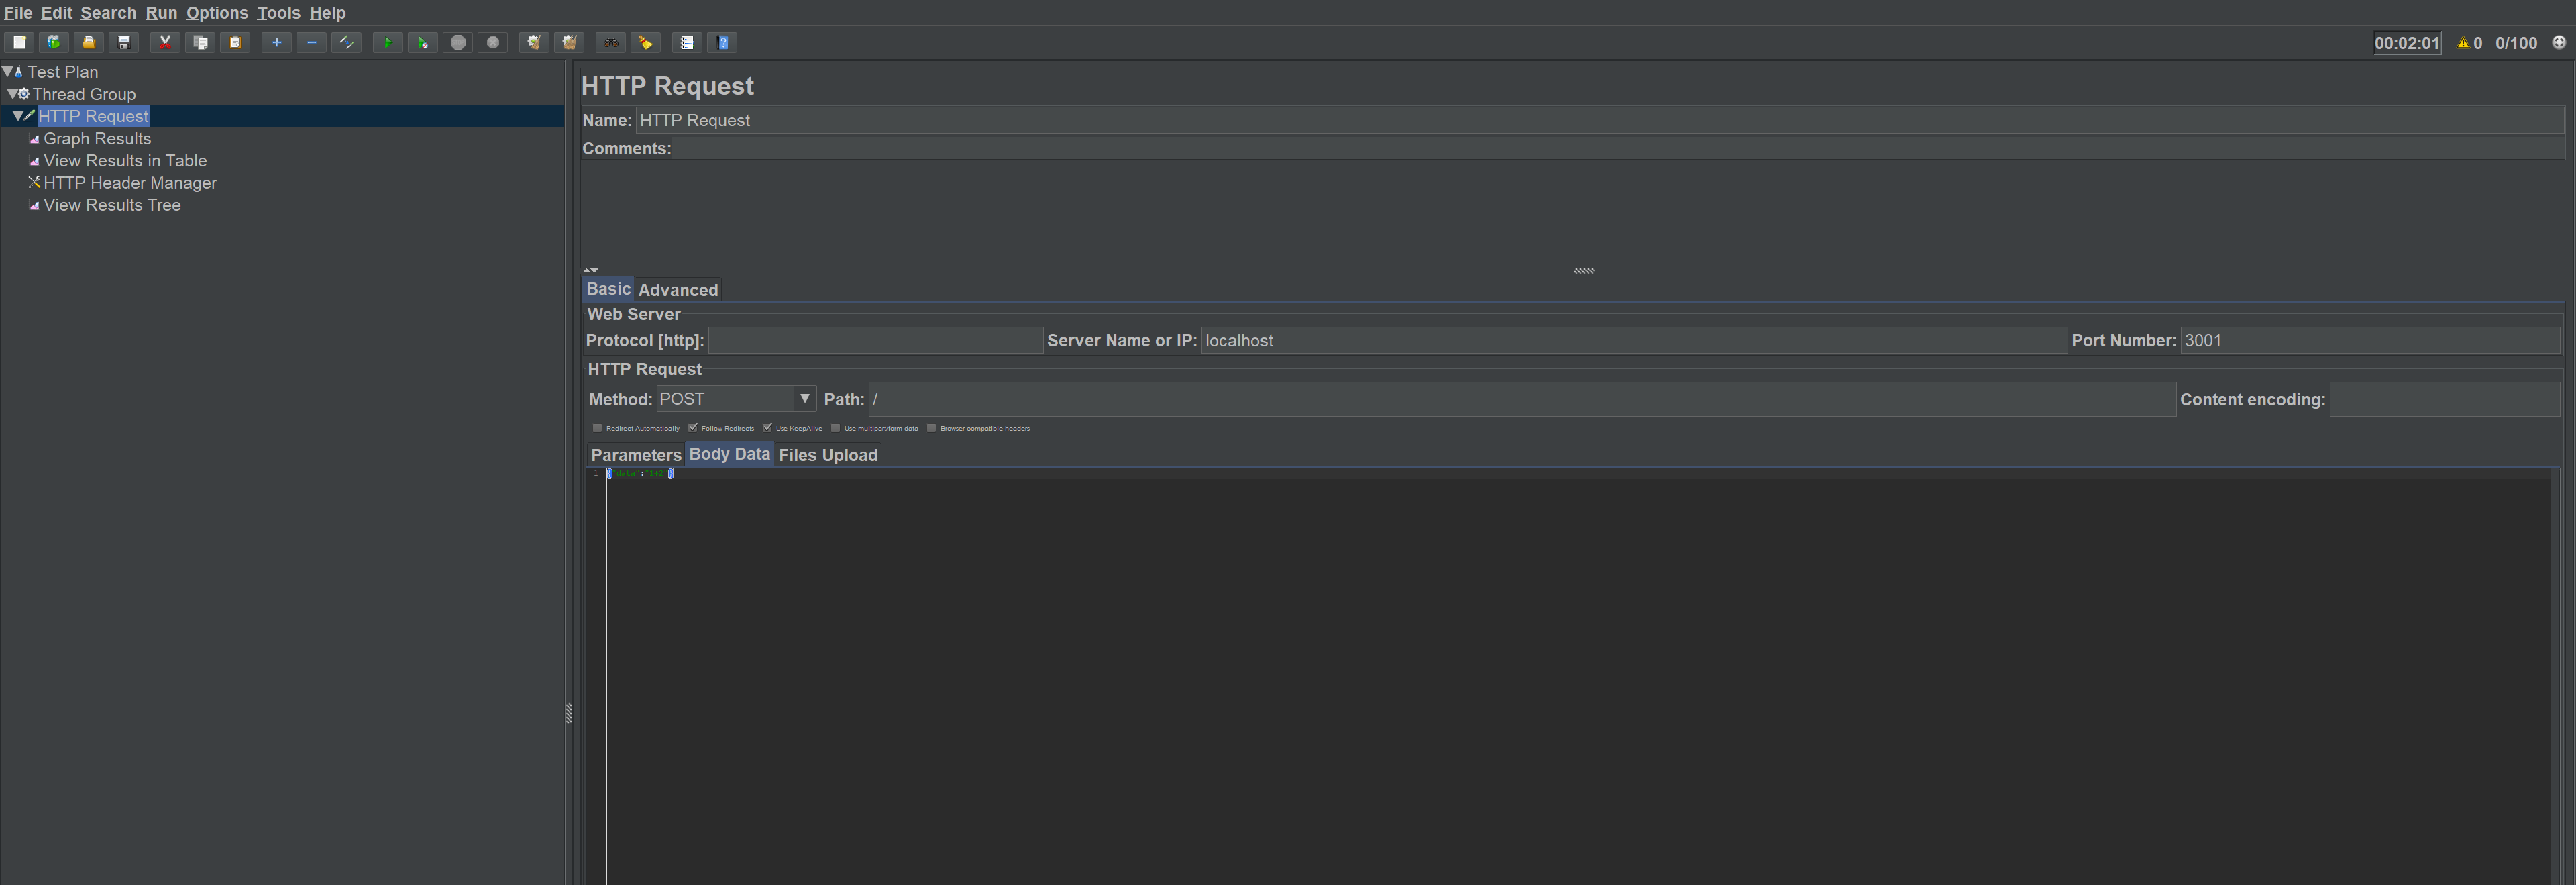 File Edit Search Run Options Tools Help
00:02:01 0 0/100
Test Plan
Thread Group
HTTP Request
Graph Results
View Results in Table
HTTP Header Manager
View Results Tree
HTTP Request
Name: HTTP Request
Comments:
Basic Advanced
Web Server
Protocol [http]: Server Name or IP: localhost Port Number: 3001
HTTP Request
Method: POST Path: / Content encoding:
Redirect Automatically Follow Redirects Use KeepAlive Use multipart/form-data Browser-compatible headers
Parameters Body Data Files Upload
1 {"data":